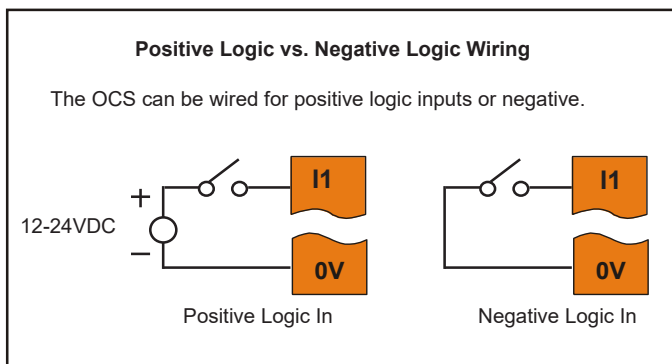 Positive Logic vs. Negative Logic Wiring
The OCS can be wired for positive logic inputs or negative.
I1
I1
+
12-24VDC
–
0V
0V
Positive Logic In
Negative Logic In